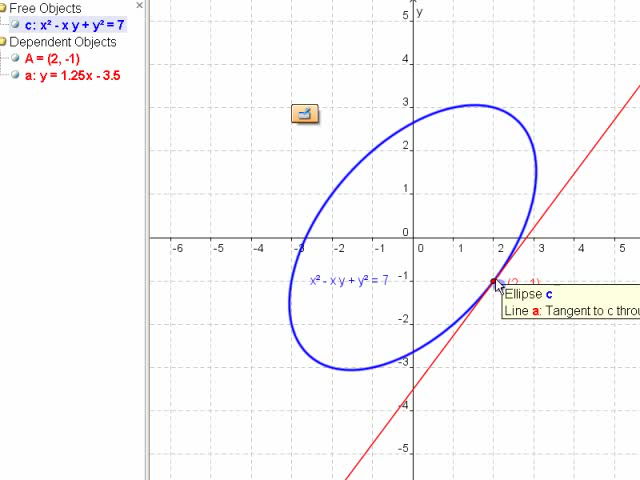 Free Objects
c: x² - x y + y² = 7
Dependent Objects
A = (2, -1)
a: y = 1.25x - 3.5
y
5
4
3
2
1
0
-6 -5 -4 -3 -2 -1 0 1 2 3 4 5
x² - x y + y² = 7
-1
(2, -1)
Ellipse c
Line a: Tangent to c throu
-2
-3
-4
-5